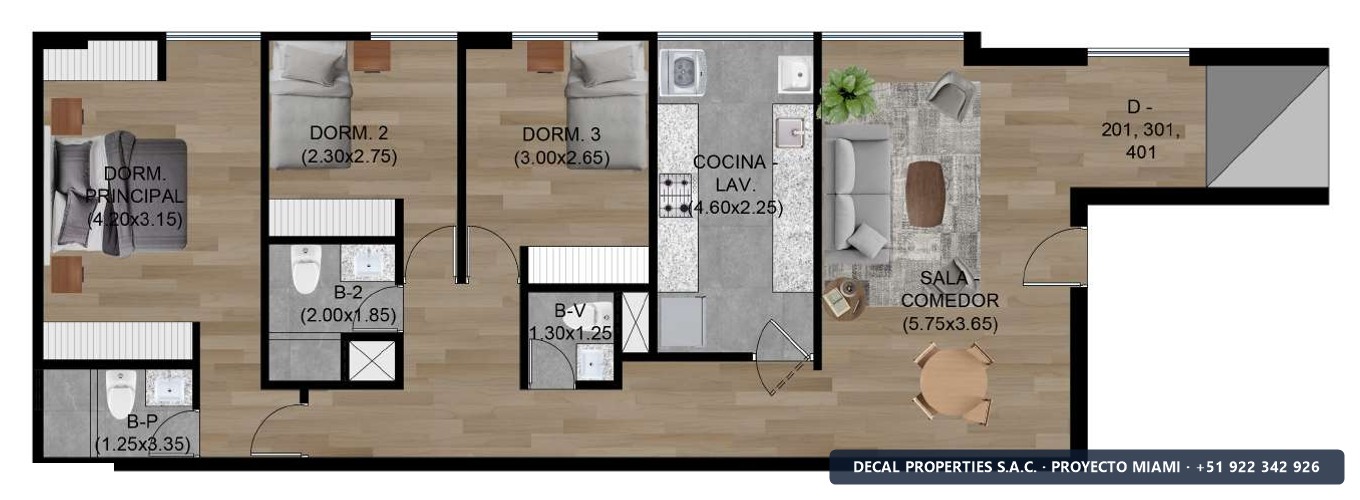 DORM.
PRINCIPAL
(4.20x3.15)
DORM. 2
(2.30x2.75)
DORM. 3
(3.00x2.65)
COCINA -
LAV.
(4.60x2.25)
D -
201, 301,
401
SALA -
COMEDOR
(5.75x3.65)
B-2
(2.00x1.85)
B-V
1.30x1.25
B-P
(1.25x3.35)
DECAL PROPERTIES S.A.C. · PROYECTO MIAMI · +51 922 342 926